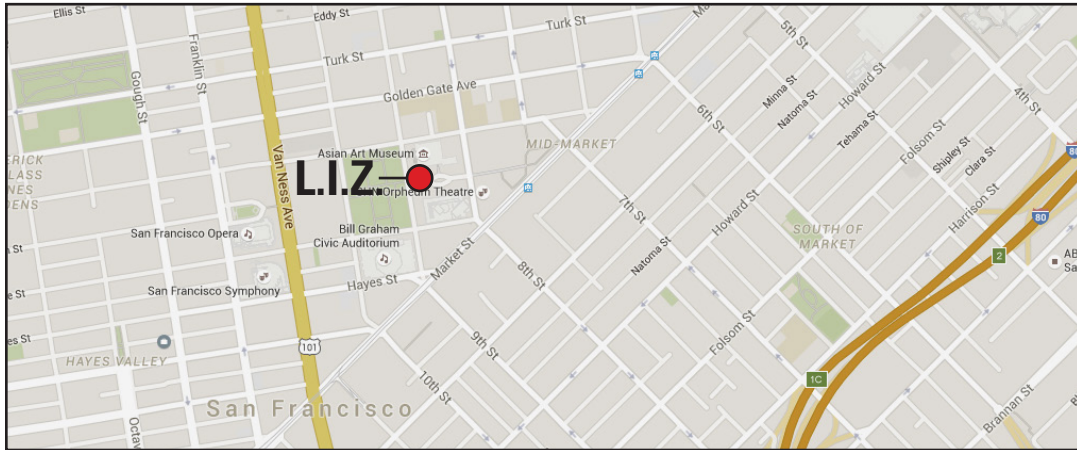 Ellis St
Eddy St
Turk St
Turk St
Golden Gate Ave
Gough St
Franklin St
Van Ness Ave
5th St
Minna St
Natoma St
Howard St
4th St
6th St
Tehama St
Folsom St
Shipley St
Clara St
Harrison St
80
80
MID-MARKET
Asian Art Museum
L.I.Z.
Orpheum Theatre
San Francisco Opera
Bill Graham
Civic Auditorium
San Francisco Symphony
Hayes St
Market St
7th St
Natoma St
Howard St
SOUTH OF
MARKET
2
8th St
9th St
10th St
Folsom St
1C
Brannan St
101
HAYES VALLEY
San Francisco
Octav